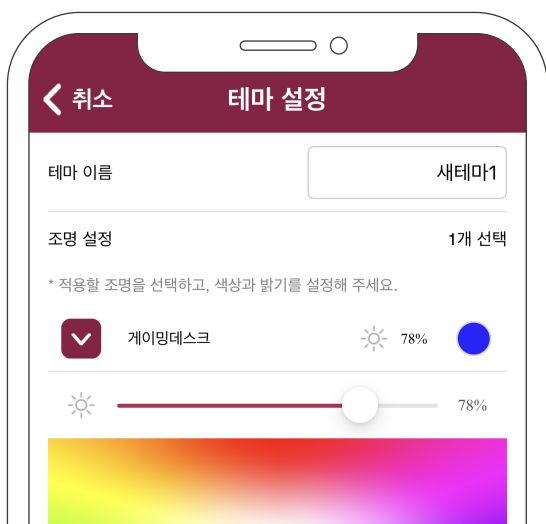 취소 테마 설정
테마 이름 새테마1
조명 설정 1개 선택
* 적용할 조명을 선택하고, 색상과 밝기를 설정해 주세요.
게이밍데스크 78%
78%